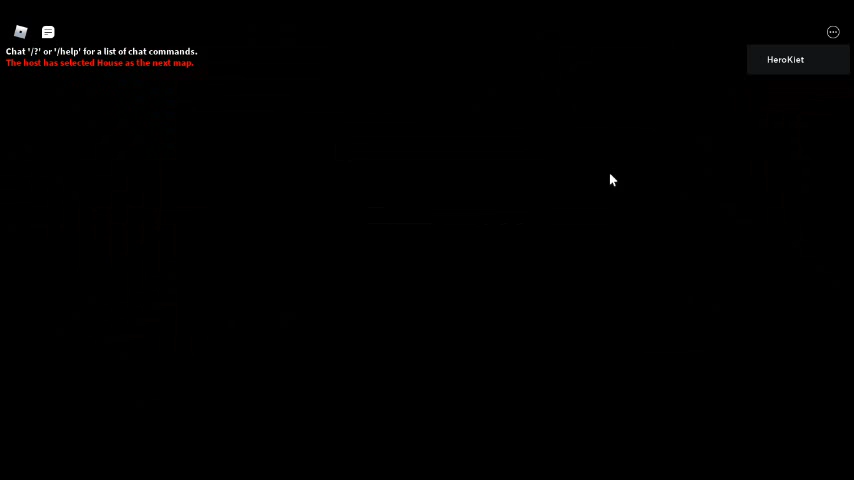 Chat '/?' or '/help' for a list of chat commands.
The host has selected House as the next map.
HeroKiet